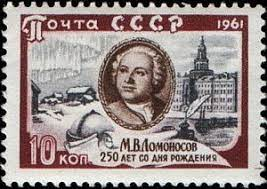 Почта СССР 1961
М.В.Ломоносов
10 коп. 250 лет со дня рождения